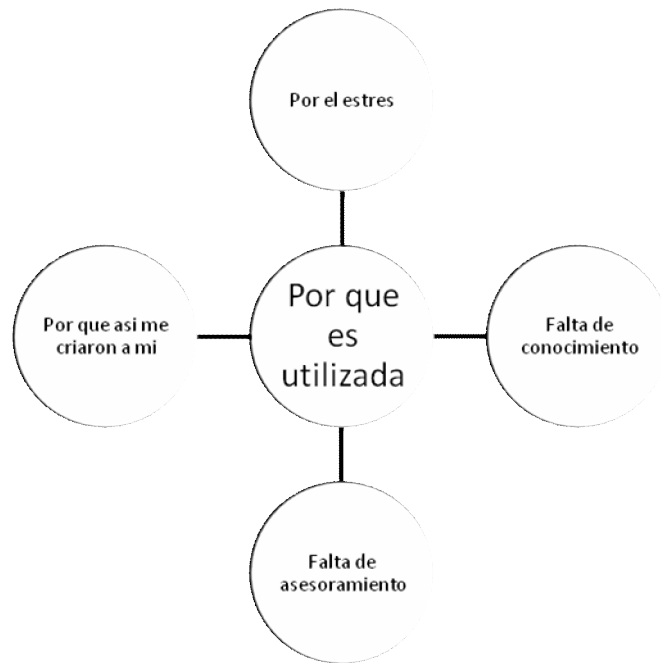 Por el estres
Por que asi me
criaron a mi
Por que
es
utilizada
Falta de
conocimiento
Falta de
asesoramiento